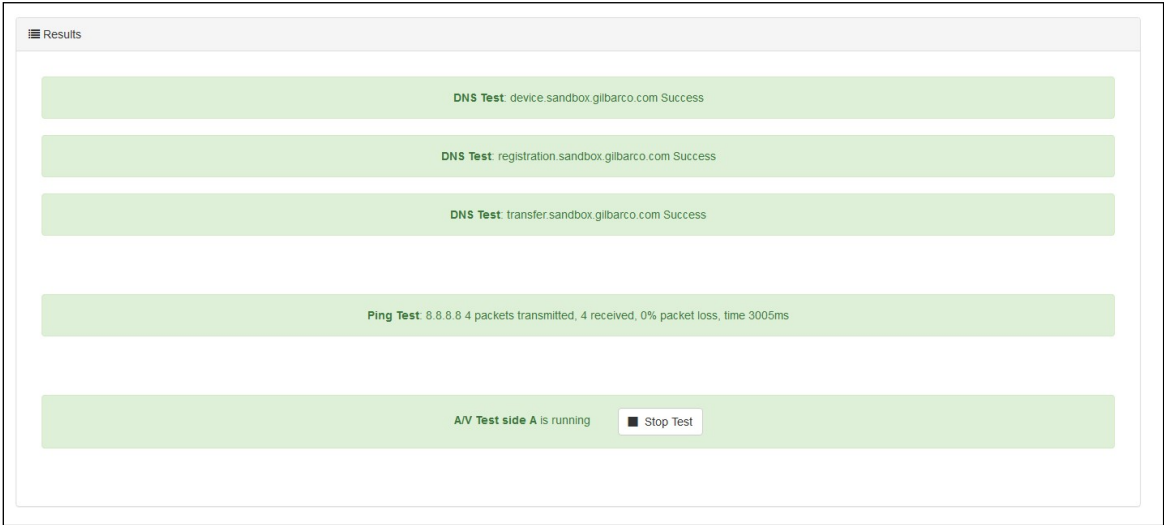 Results
DNS Test: device.sandbox.gilbarco.com Success
DNS Test: registration.sandbox.gilbarco.com Success
DNS Test: transfer.sandbox.gilbarco.com Success
Ping Test: 8.8.8.8 4 packets transmitted, 4 received, 0% packet loss, time 3005ms
A/V Test side A is running Stop Test